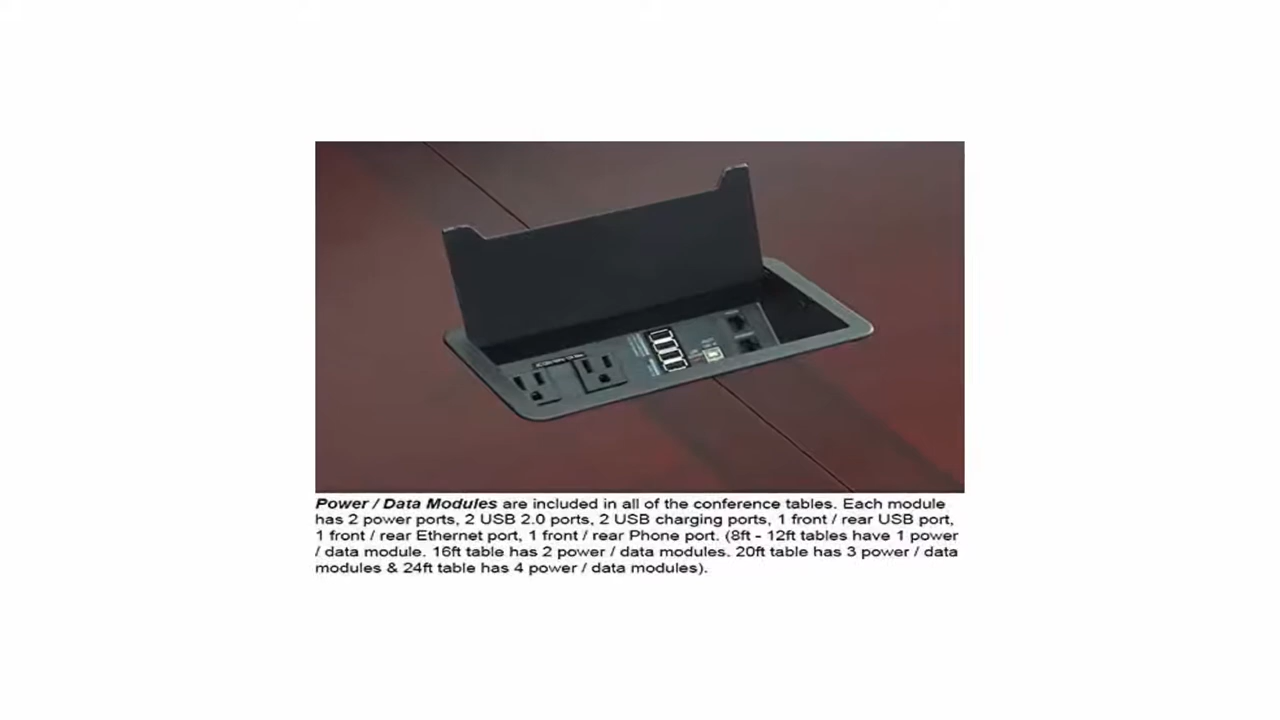 Power / Data Modules are included in all of the conference tables. Each module
has 2 power ports, 2 USB 2.0 ports, 2 USB charging ports, 1 front / rear USB port,
1 front / rear Ethernet port, 1 front / rear Phone port. (8ft - 12ft tables have 1 power
/ data module. 16ft table has 2 power / data modules. 20ft table has 3 power / data
modules & 24ft table has 4 power / data modules).